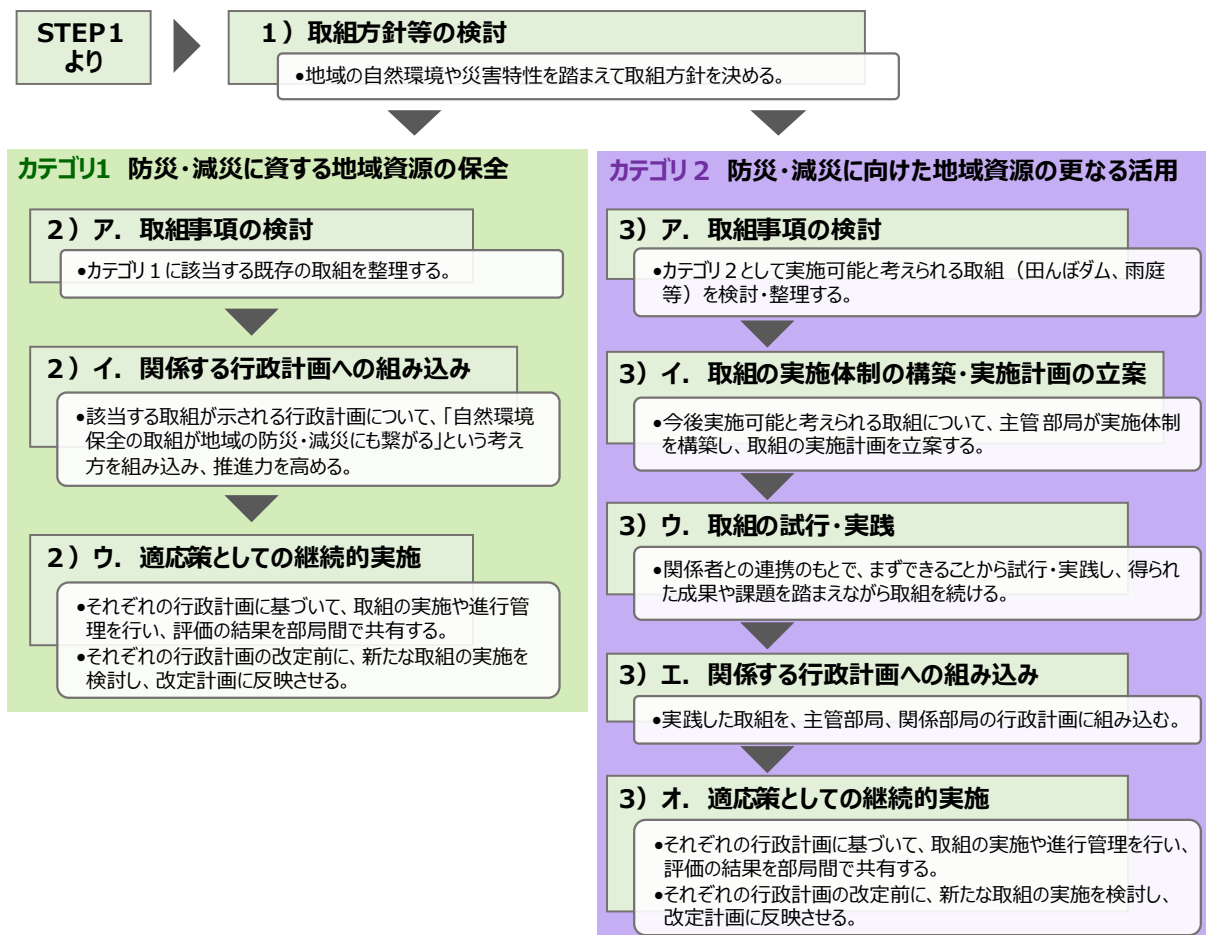 STEP1
より
1）取組方針等の検討
•地域の自然環境や災害特性を踏まえて取組方針を決める。
カテゴリ1 防災・減災に資する地域資源の保全
2）ア．取組事項の検討
•カテゴリ１に該当する既存の取組を整理する。
2）イ．関係する行政計画への組み込み
•該当する取組が示される行政計画について、「自然環境
保全の取組が地域の防災・減災にも繋がる」という考え
方を組み込み、推進力を高める。
2）ウ．適応策としての継続的実施
•それぞれの行政計画に基づいて、取組の実施や進行管
理を行い、評価の結果を部局間で共有する。
•それぞれの行政計画の改定前に、新たな取組の実施を
検討し、改定計画に反映させる。
カテゴリ２ 防災・減災に向けた地域資源の更なる活用
3）ア．取組事項の検討
•カテゴリ２として実施可能と考えられる取組（田んぼダム、雨庭
等）を検討・整理する。
3）イ．取組の実施体制の構築・実施計画の立案
•今後実施可能と考えられる取組について、主管部局が実施体制
を構築し、取組の実施計画を立案する。
3）ウ．取組の試行・実践
•関係者との連携のもとで、まずできることから試行・実践し、得られ
た成果や課題を踏まえながら取組を続ける。
3）エ．関係する行政計画への組み込み
•実践した取組を、主管部局、関係部局の行政計画に組み込む。
3）オ．適応策としての継続的実施
•それぞれの行政計画に基づいて、取組の実施や進行管理を行い、
評価の結果を部局間で共有する。
•それぞれの行政計画の改定前に、新たな取組の実施を検討し、
改定計画に反映させる。